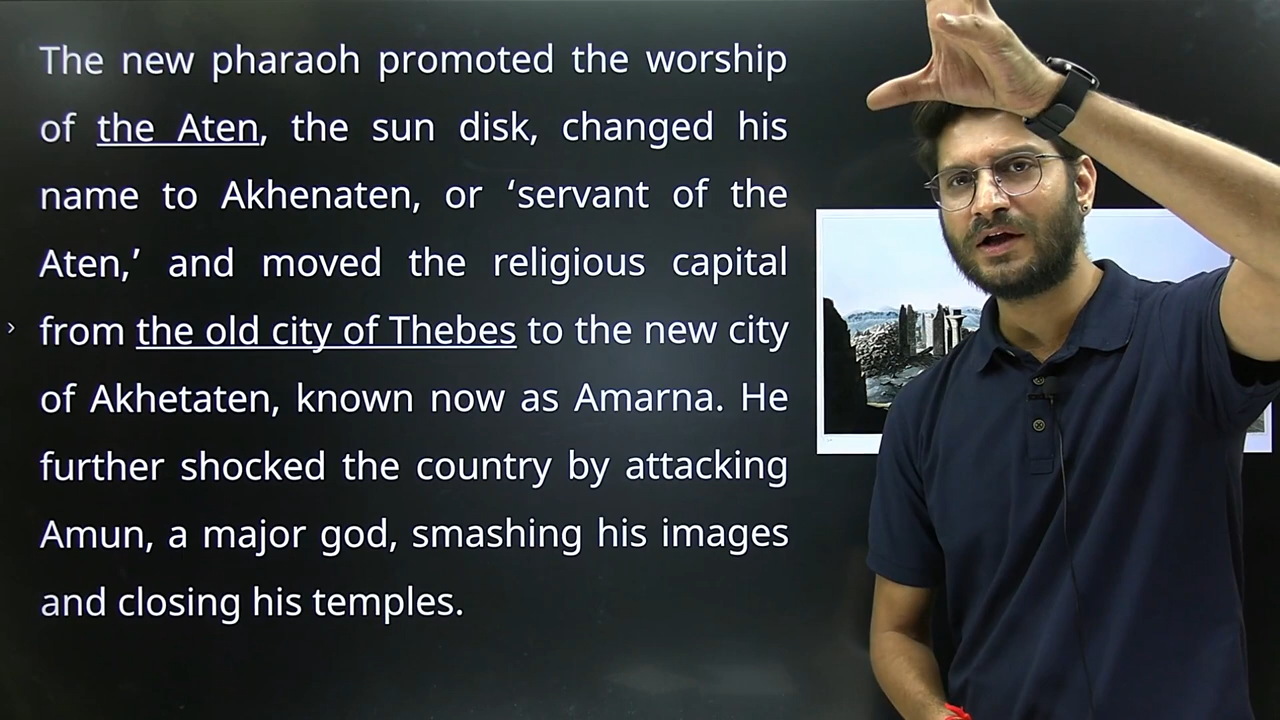 The new pharaoh promoted the worship
of the Aten, the sun disk, changed his
name to Akhenaten, or ‘servant of the
Aten,’ and moved the religious capital
from the old city of Thebes to the new city
of Akhetaten, known now as Amarna. He
further shocked the country by attacking
Amun, a major god, smashing his images
and closing his temples.